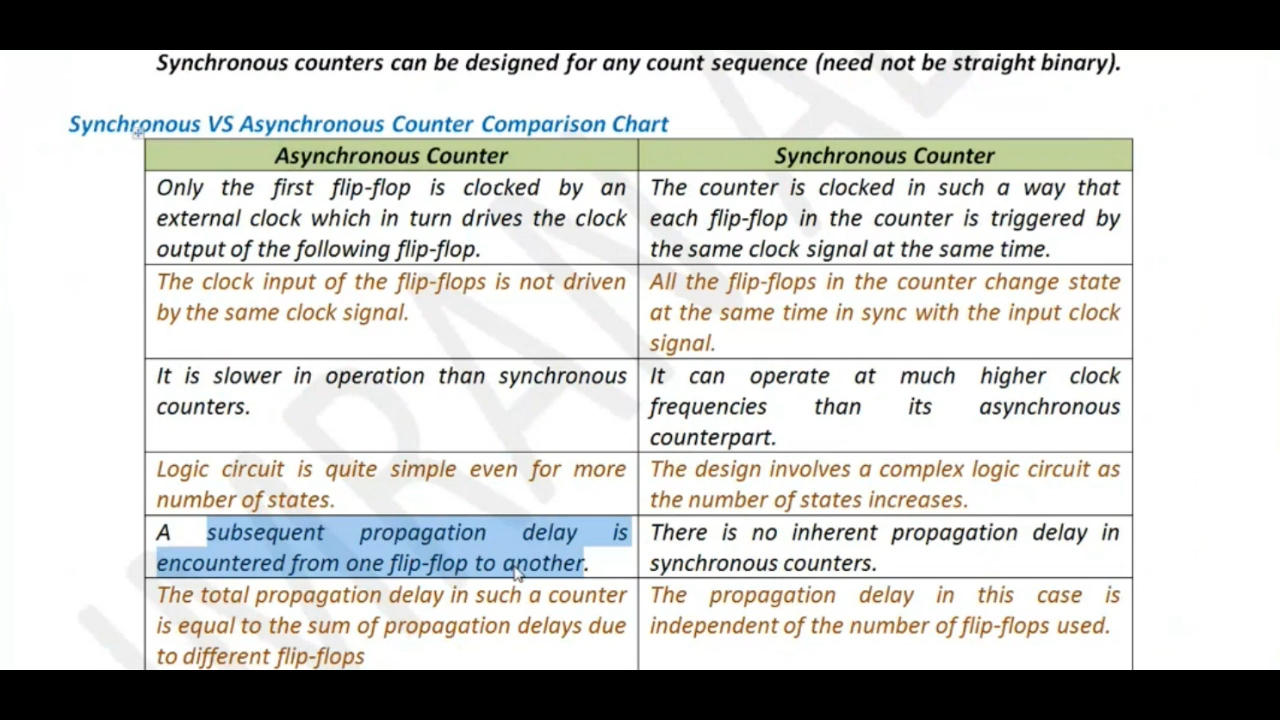 Synchronous counters can be designed for any count sequence (need not be straight binary).
Synchronous VS Asynchronous Counter Comparison Chart
Asynchronous Counter
Synchronous Counter
Only the first flip-flop is clocked by an
external clock which in turn drives the clock
output of the following flip-flop.
The counter is clocked in such a way that
each flip-flop in the counter is triggered by
the same clock signal at the same time.
The clock input of the flip-flops is not driven
by the same clock signal.
All the flip-flops in the counter change state
at the same time in sync with the input clock
signal.
It is slower in operation than synchronous
counters.
It can operate at much higher clock
frequencies than its asynchronous
counterpart.
Logic circuit is quite simple even for more
number of states.
The design involves a complex logic circuit as
the number of states increases.
A subsequent propagation delay is
encountered from one flip-flop to another.
There is no inherent propagation delay in
synchronous counters.
The total propagation delay in such a counter
is equal to the sum of propagation delays due
to different flip-flops
The propagation delay in this case is
independent of the number of flip-flops used.